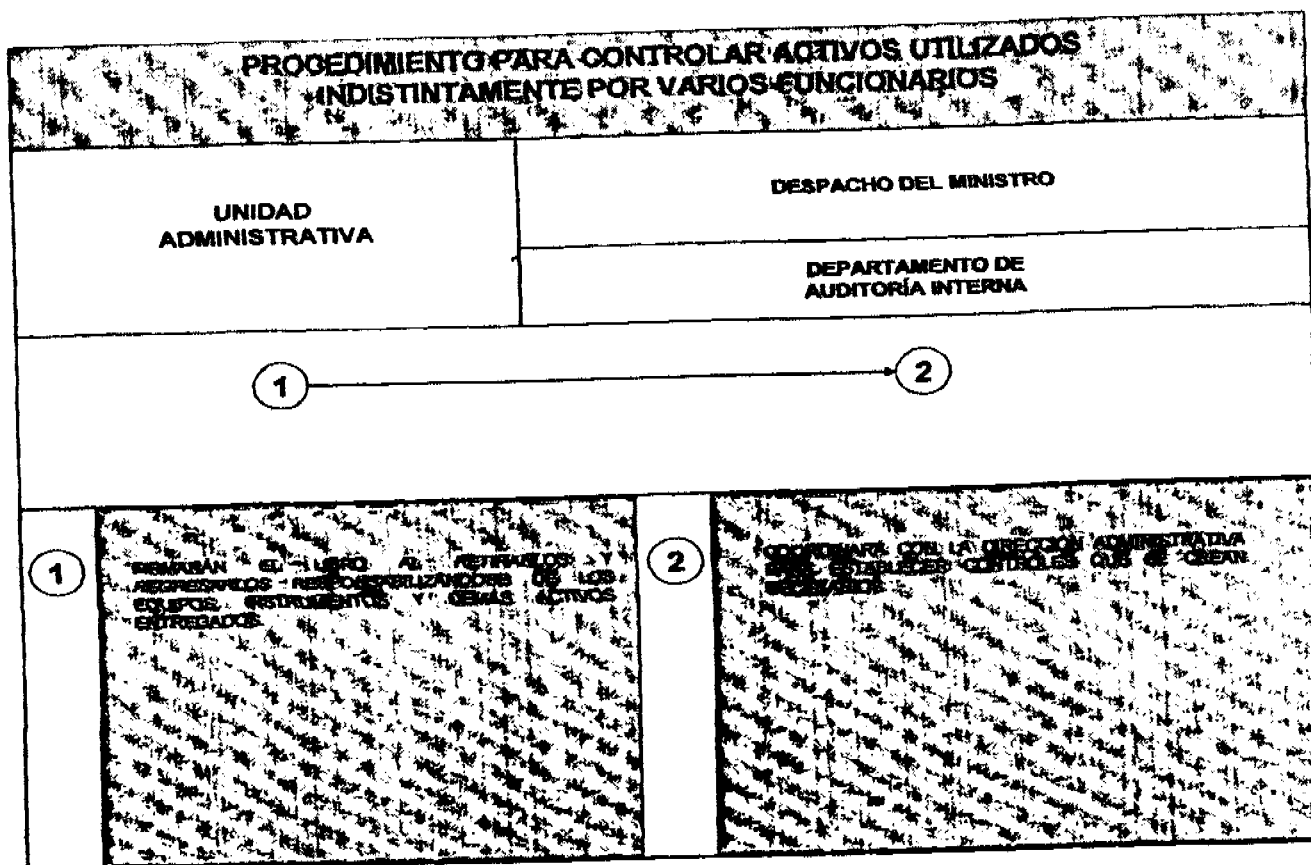 PROCEDIMIENTO PARA CONTROLAR ACTIVOS UTILIZADOS
INDISTINTAMENTE POR VARIOS FUNCIONARIOS
UNIDAD
ADMINISTRATIVA
DESPACHO DEL MINISTRO
DEPARTAMENTO DE
AUDITORÍA INTERNA
1
2
1
FIRMARÁN EL LIBRO AL RETIRARLOS Y
REGRESARLOS RESPONSABILIZÁNDOSE DE LOS
EQUIPOS, INSTRUMENTOS Y DEMÁS ACTIVOS
ENTREGADOS.
2
COORDINARÁ CON LA DIRECCIÓN ADMINISTRATIVA
ESTABLECER CONTROLES QUE SE CREAN
NECESARIOS.